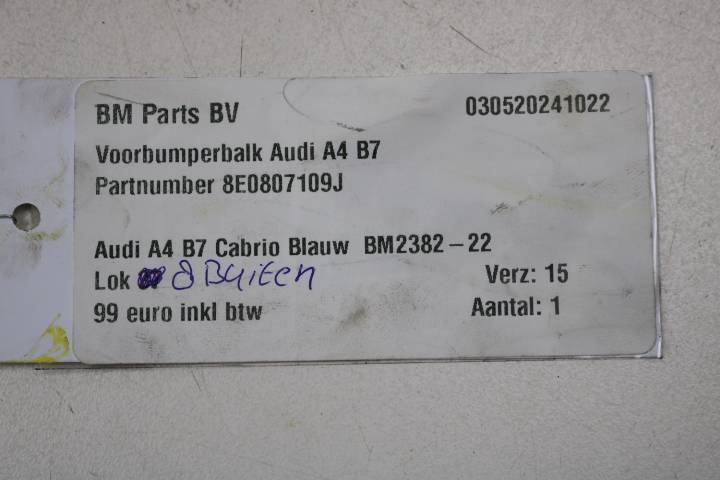 BM Parts BV 030520241022
Voorbumperbalk Audi A4 B7
Partnumber 8E0807109J
Audi A4 B7 Cabrio Blauw BM2382-22
Lok 8 Buiten Verz: 15
99 euro inkl btw Aantal: 1